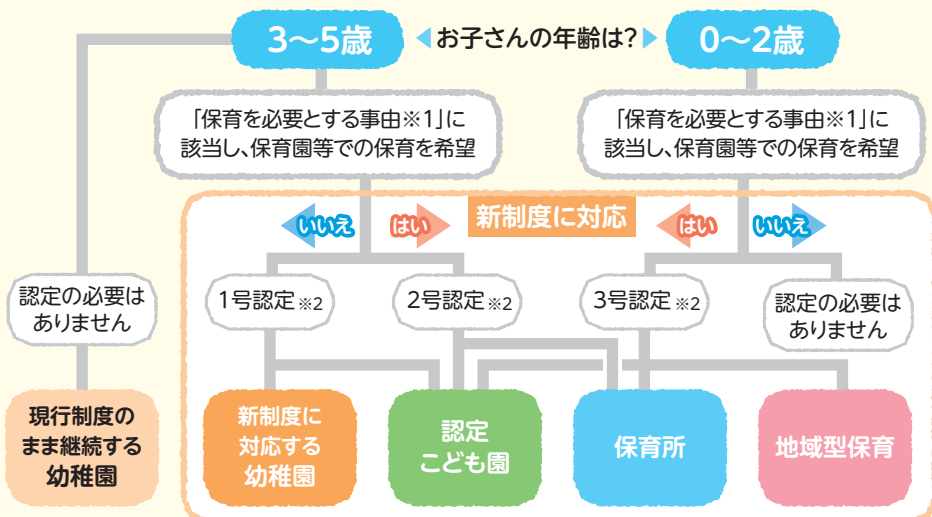 3～5歳
◀お子さんの年齢は?▶
0～2歳
「保育を必要とする事由※1」に
該当し、保育園等での保育を希望
「保育を必要とする事由※1」に
該当し、保育園等での保育を希望
いいえ
はい
新制度に対応
はい
いいえ
認定の必要は
ありません
1号認定※2
2号認定※2
3号認定※2
認定の必要は
ありません
現行制度の
まま継続する
幼稚園
新制度に
対応する
幼稚園
認定
こども園
保育所
地域型保育